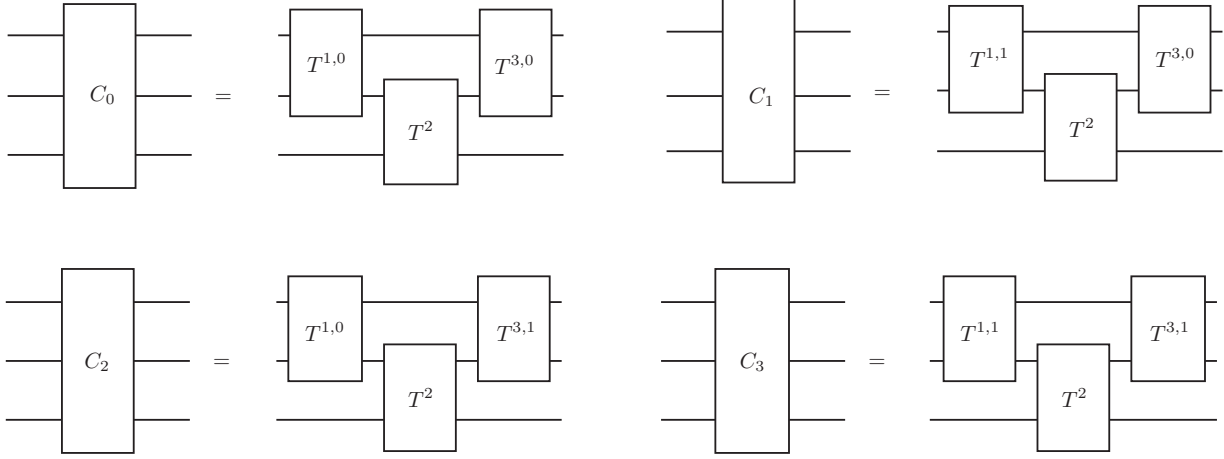 C_0 = T^{1,0} T^2 T^{3,0}
C_1 = T^{1,1} T^2 T^{3,0}
C_2 = T^{1,0} T^2 T^{3,1}
C_3 = T^{1,1} T^2 T^{3,1}